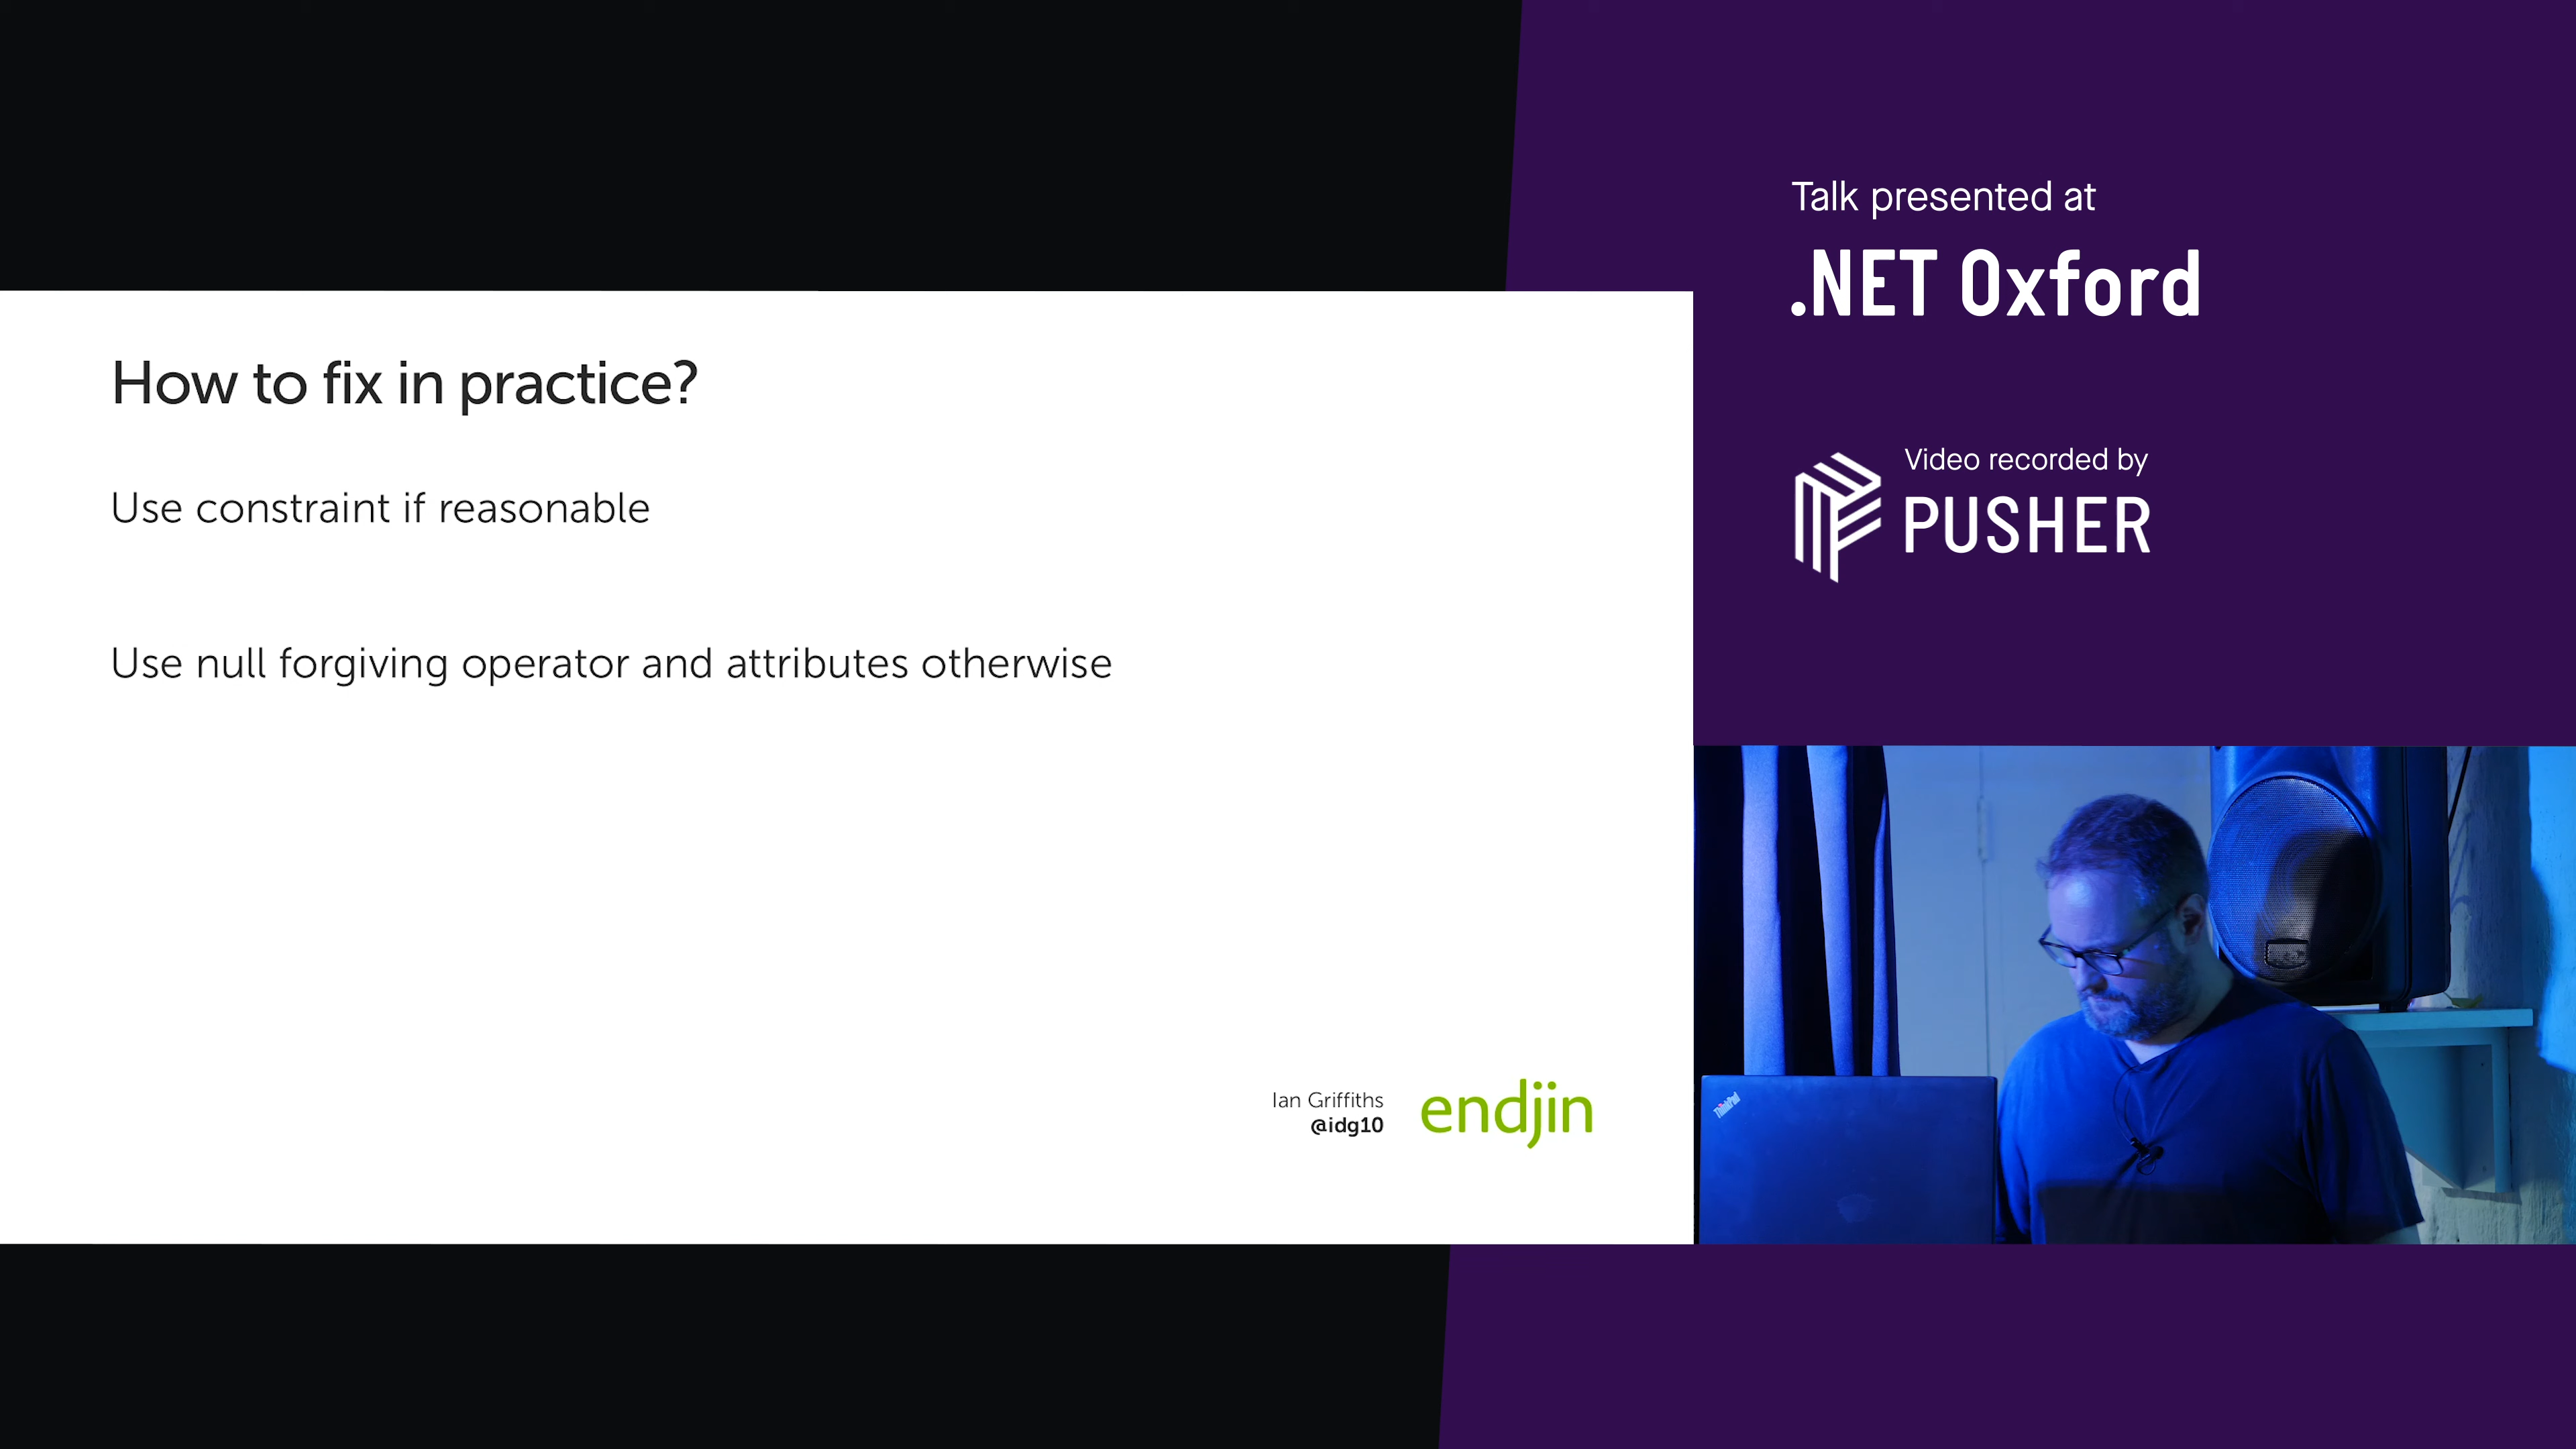 Talk presented at
.NET Oxford
Video recorded by
PUSHER
How to fix in practice?
Use constraint if reasonable
Use null forgiving operator and attributes otherwise
Ian Griffiths
@idg10
endjin
ThinkPad